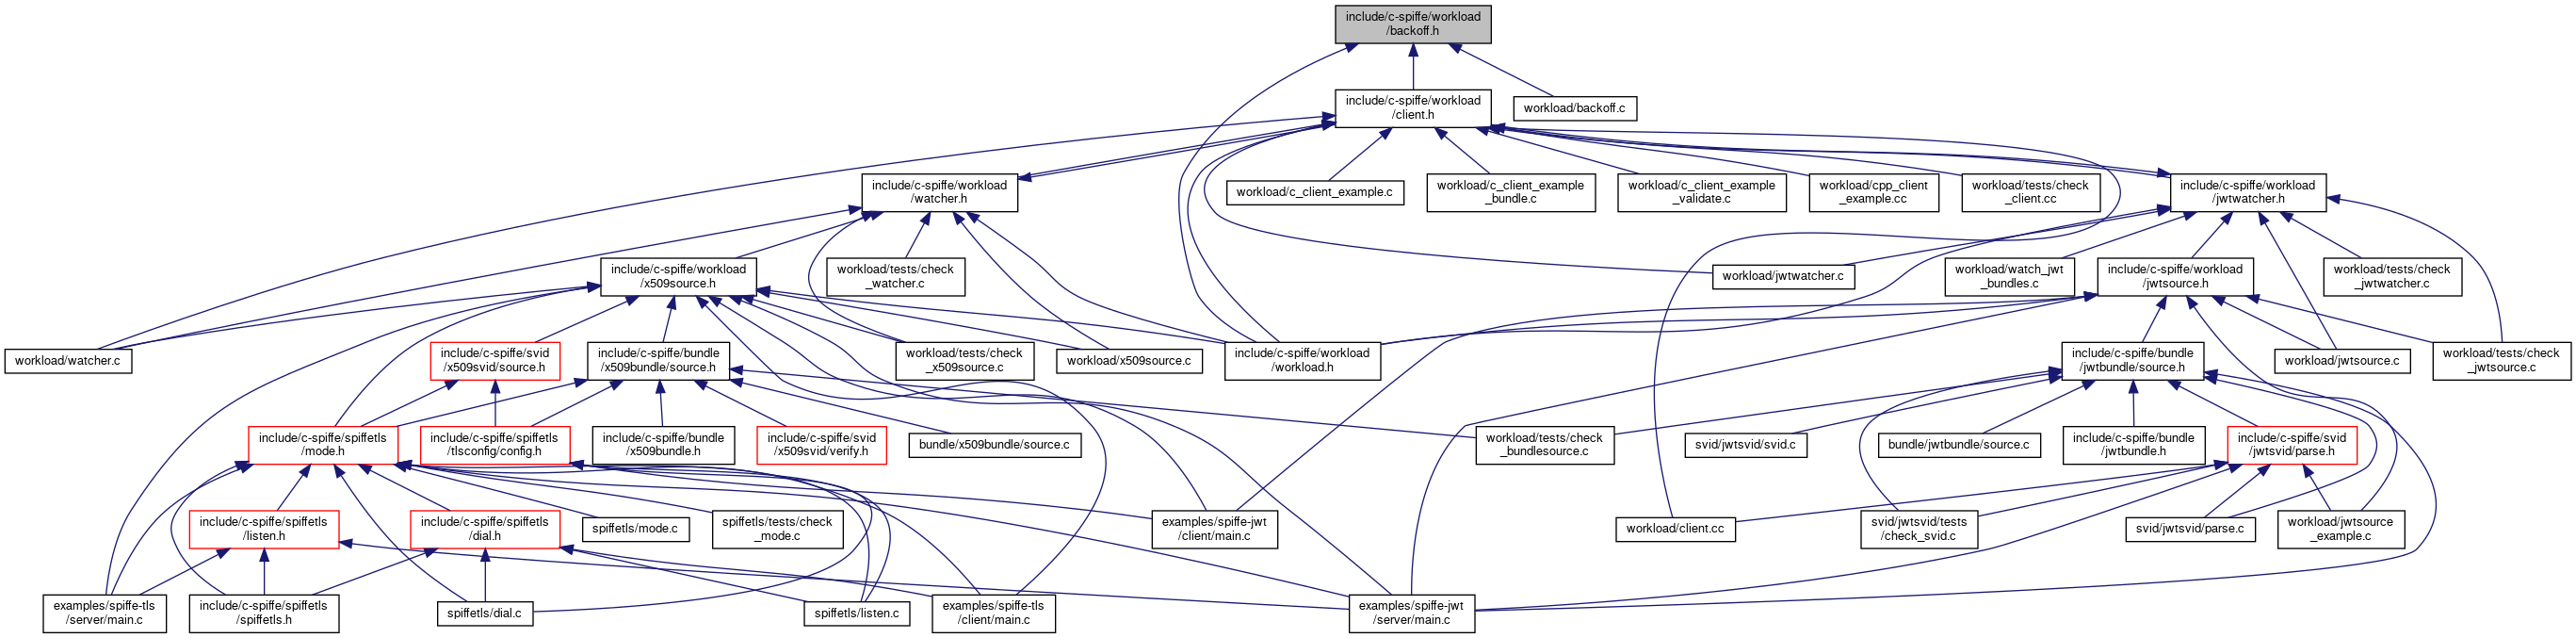 include/c-spiffe/workload
/backoff.h
include/c-spiffe/workload
/client.h
workload/backoff.c
include/c-spiffe/workload
/watcher.h
workload/c_client_example.c
workload/c_client_example
_bundle.c
workload/c_client_example
_validate.c
workload/cpp_client
_example.cc
workload/tests/check
_client.cc
include/c-spiffe/workload
/jwtwatcher.h
include/c-spiffe/workload
/x509source.h
workload/tests/check
_watcher.c
workload/jwtwatcher.c
workload/watch_jwt
_bundles.c
include/c-spiffe/workload
/jwtsource.h
workload/tests/check
_jwtwatcher.c
workload/watcher.c
include/c-spiffe/svid
/x509svid/source.h
include/c-spiffe/bundle
/x509bundle/source.h
workload/tests/check
_x509source.c
workload/x509source.c
include/c-spiffe/workload
/workload.h
include/c-spiffe/bundle
/jwtbundle/source.h
workload/jwtsource.c
workload/tests/check
_jwtsource.c
include/c-spiffe/spiffetls
/mode.h
include/c-spiffe/spiffetls
/tlsconfig/config.h
include/c-spiffe/bundle
/x509bundle.h
include/c-spiffe/svid
/x509svid/verify.h
bundle/x509bundle/source.c
workload/tests/check
_bundlesource.c
svid/jwtsvid/svid.c
bundle/jwtbundle/source.c
include/c-spiffe/bundle
/jwtbundle.h
include/c-spiffe/svid
/jwtsvid/parse.h
include/c-spiffe/spiffetls
/listen.h
include/c-spiffe/spiffetls
/dial.h
spiffetls/mode.c
spiffetls/tests/check
_mode.c
examples/spiffe-jwt
/client/main.c
workload/client.cc
svid/jwtsvid/tests
/check_svid.c
svid/jwtsvid/parse.c
workload/jwtsource
_example.c
examples/spiffe-tls
/server/main.c
include/c-spiffe/spiffetls
/spiffetls.h
spiffetls/dial.c
spiffetls/listen.c
examples/spiffe-tls
/client/main.c
examples/spiffe-jwt
/server/main.c